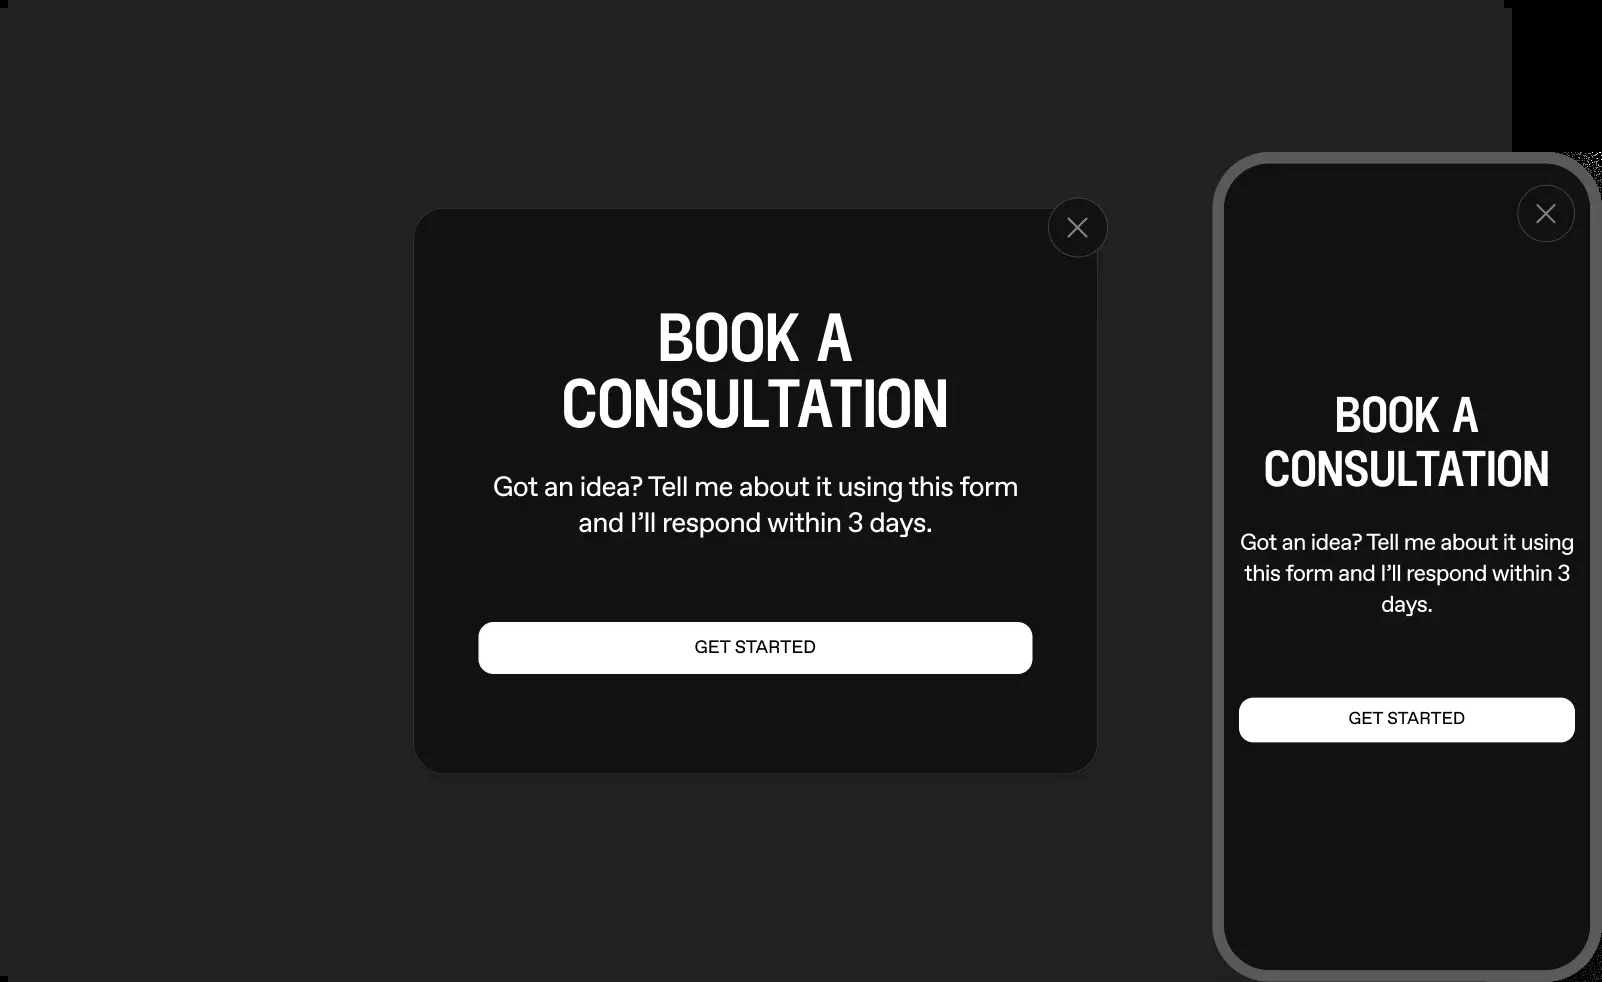 BOOK A
CONSULTATION
Got an idea? Tell me about it using this form
and I’ll respond within 3 days.
GET STARTED
BOOK A
CONSULTATION
Got an idea? Tell me about it using
this form and I’ll respond within 3
days.
GET STARTED